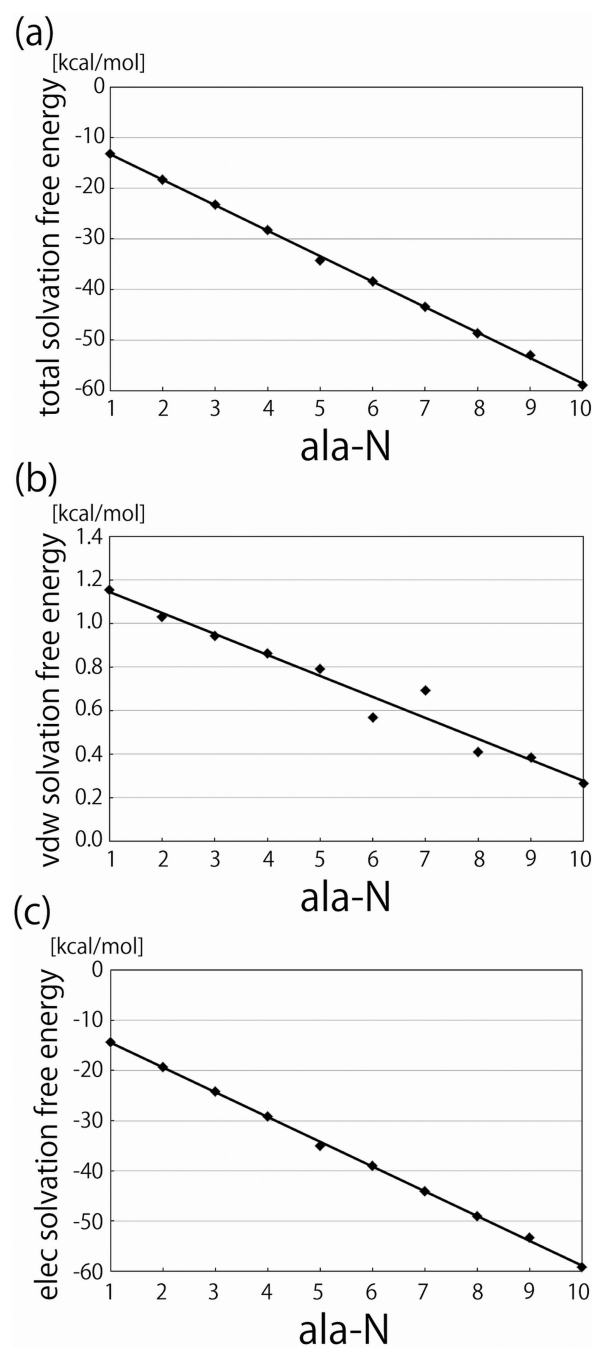 (a)
[kcal/mol]
total solvation free energy
0
-10
-20
-30
-40
-50
-60
1 2 3 4 5 6 7 8 9 10
ala-N
(b)
[kcal/mol]
vdw solvation free energy
1.4
1.2
1.0
0.8
0.6
0.4
0.2
0.0
1 2 3 4 5 6 7 8 9 10
ala-N
(c)
[kcal/mol]
elec solvation free energy
0
-10
-20
-30
-40
-50
-60
1 2 3 4 5 6 7 8 9 10
ala-N